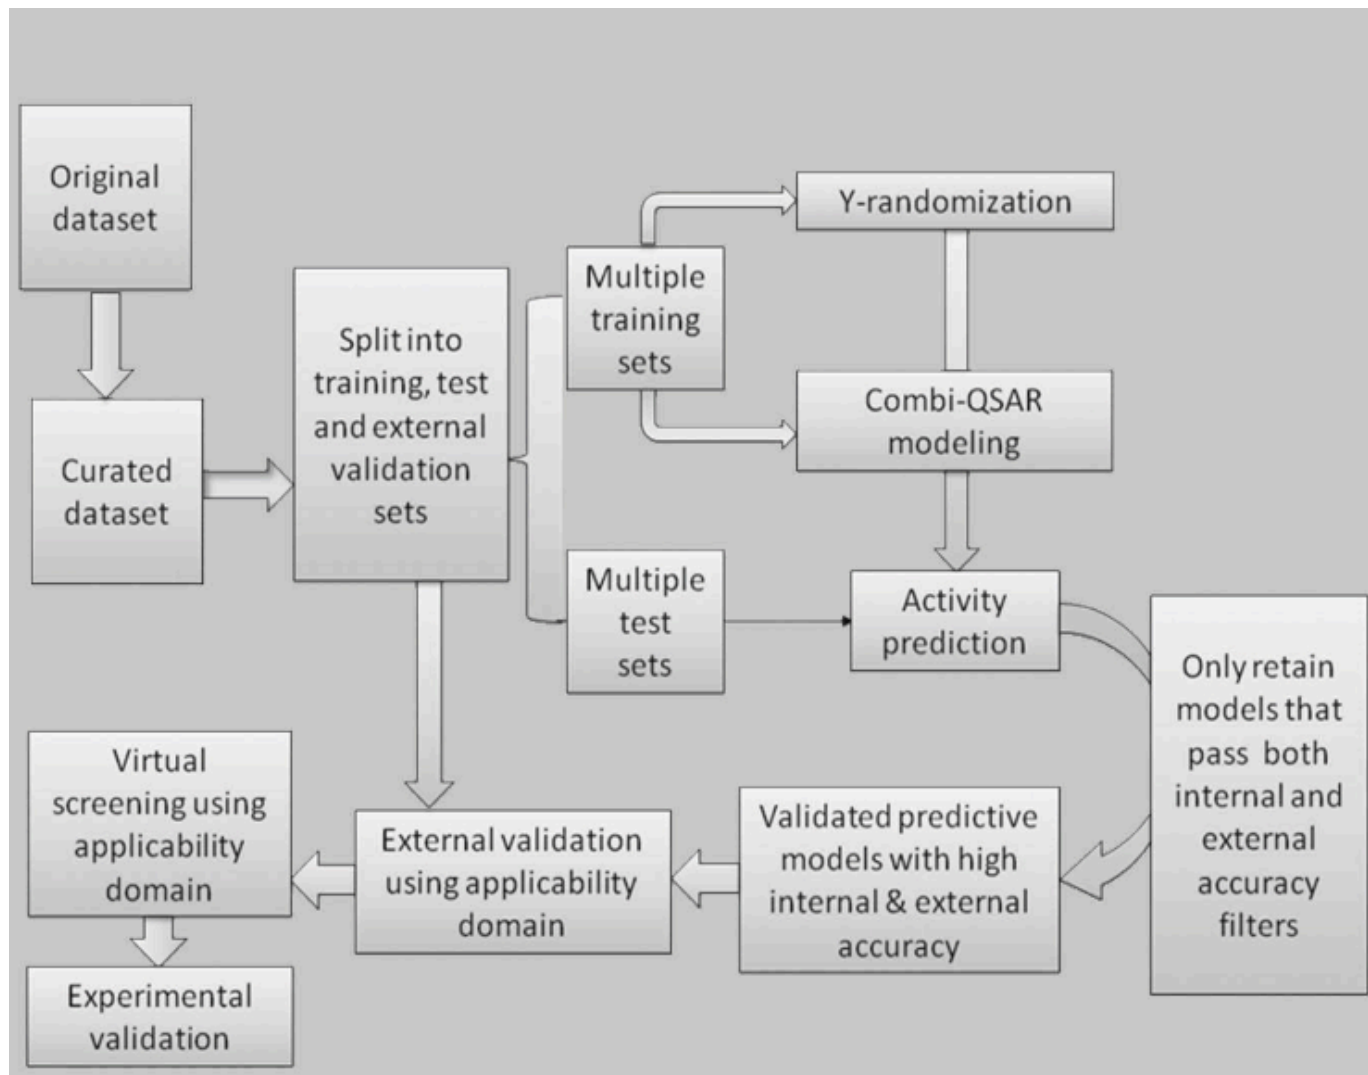 Original
dataset
Curated
dataset
Split into
training, test
and external
validation
sets
Multiple
training
sets
Multiple
test
sets
Y-randomization
Combi-QSAR
modeling
Activity
prediction
Only retain
models that
pass both
internal and
external
accuracy
filters
Validated predictive
models with high
internal & external
accuracy
External validation
using applicability
domain
Virtual
screening using
applicability
domain
Experimental
validation